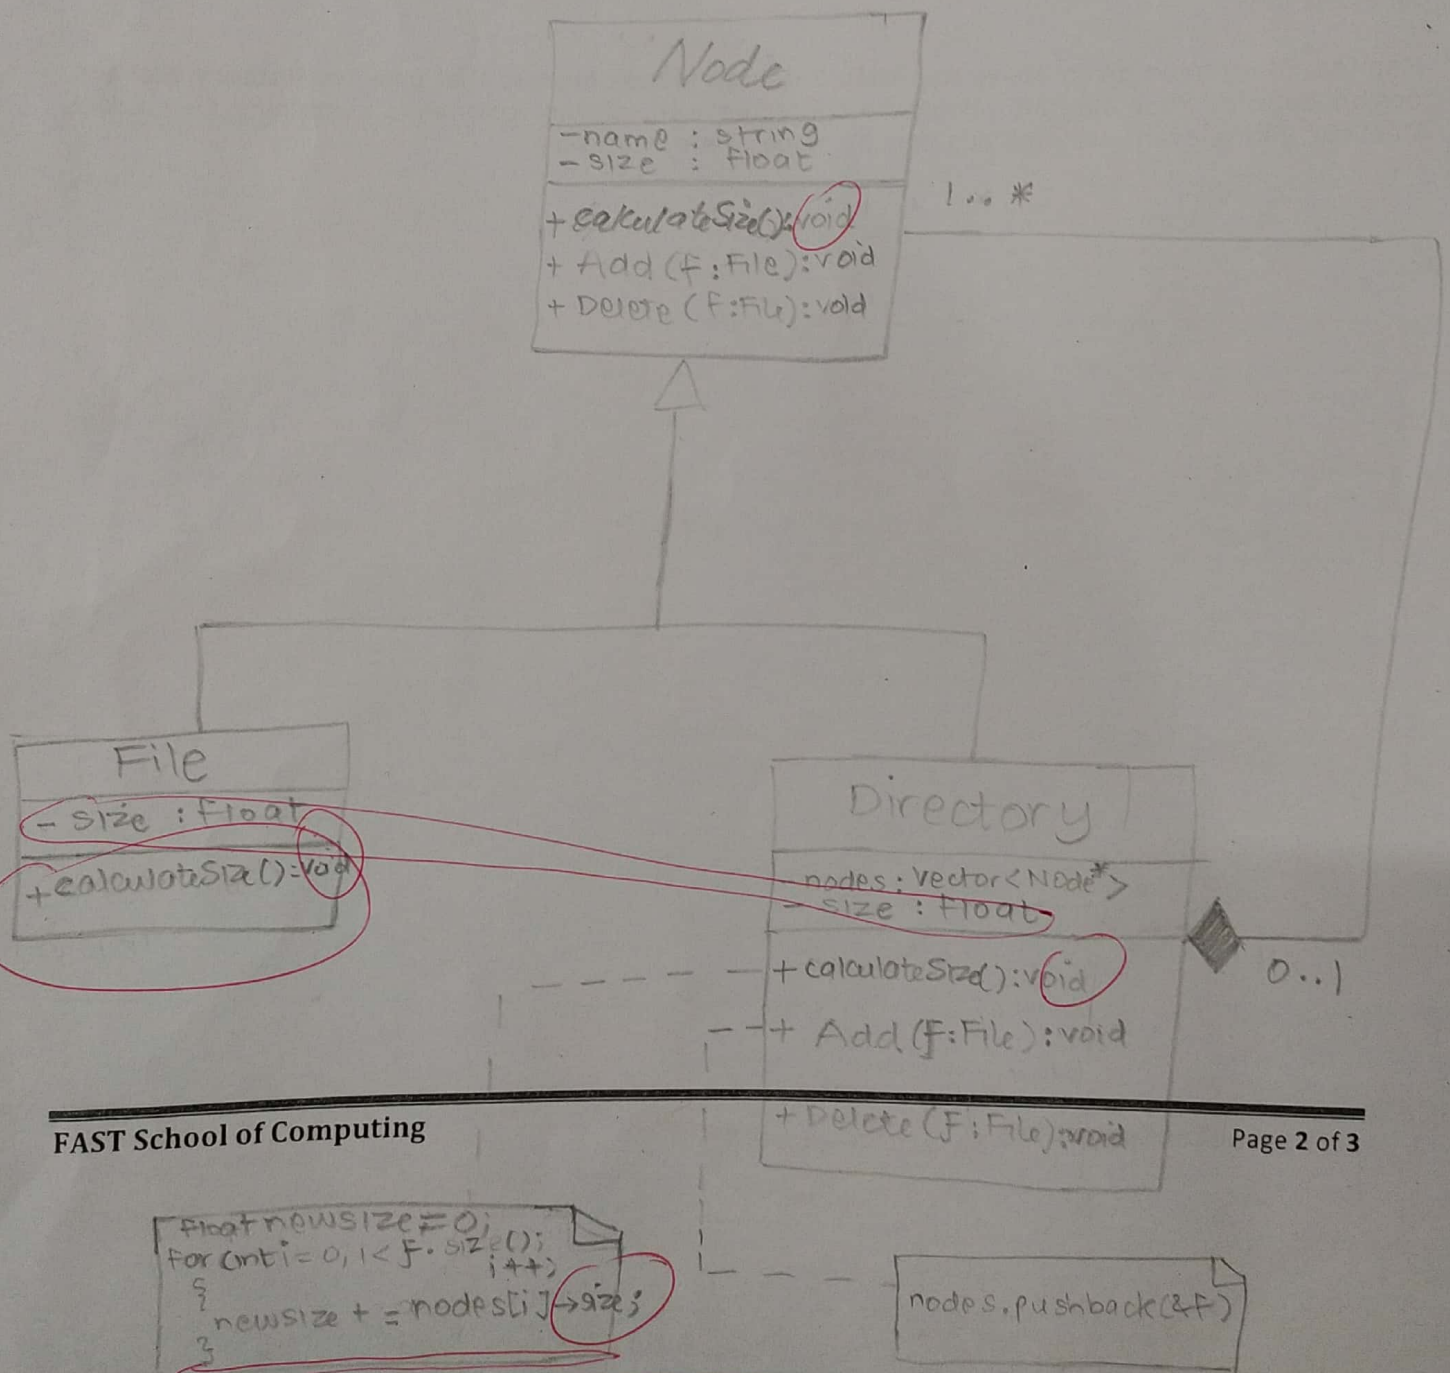 Node
-name : string
- size : float
1..*
+ calculateSize():void
+ Add (f:File):void
+ Delete (f:File):void
File
- size : float
+ calculateSize():void
Directory
- nodes: vector<Node*>
- size : float
+ calculateSize():void
0..1
+ Add (f:File):void
+ Delete (f:File):void
FAST School of Computing
Page 2 of 3
float newsize = 0;
for (int i = 0, i < f. size();
i++)
{
newsize + = nodes[i]→size;
}
nodes.pushback(&f)